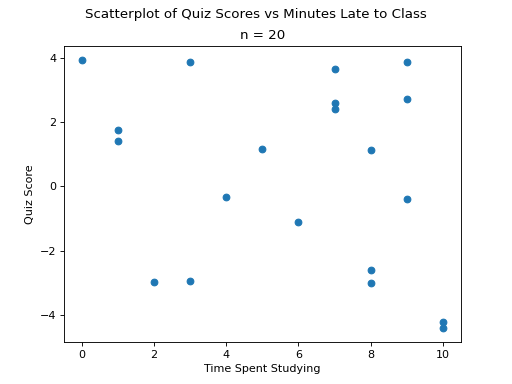 Scatterplot of Quiz Scores vs Minutes Late to Class
n = 20
4
2
0
−2
−4
Quiz Score
0 2 4 6 8 10
Time Spent Studying